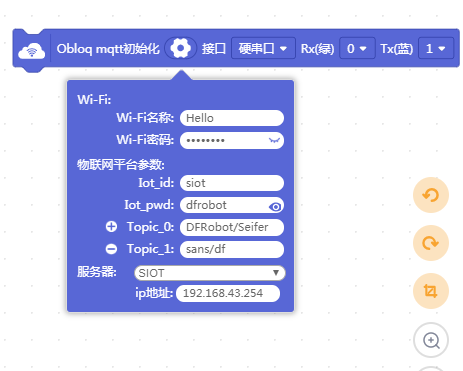 Obloq mqtt初始化 接口 硬串口 Rx(绿) 0 Tx(蓝) 1
Wi-Fi:
Wi-Fi名称: Hello
Wi-Fi密码: ••••••••
物联网平台参数:
Iot_id: siot
Iot_pwd: dfrobot
Topic_0: DFRobot/Seifer
Topic_1: sans/df
服务器: SIOT
ip地址: 192.168.43.254